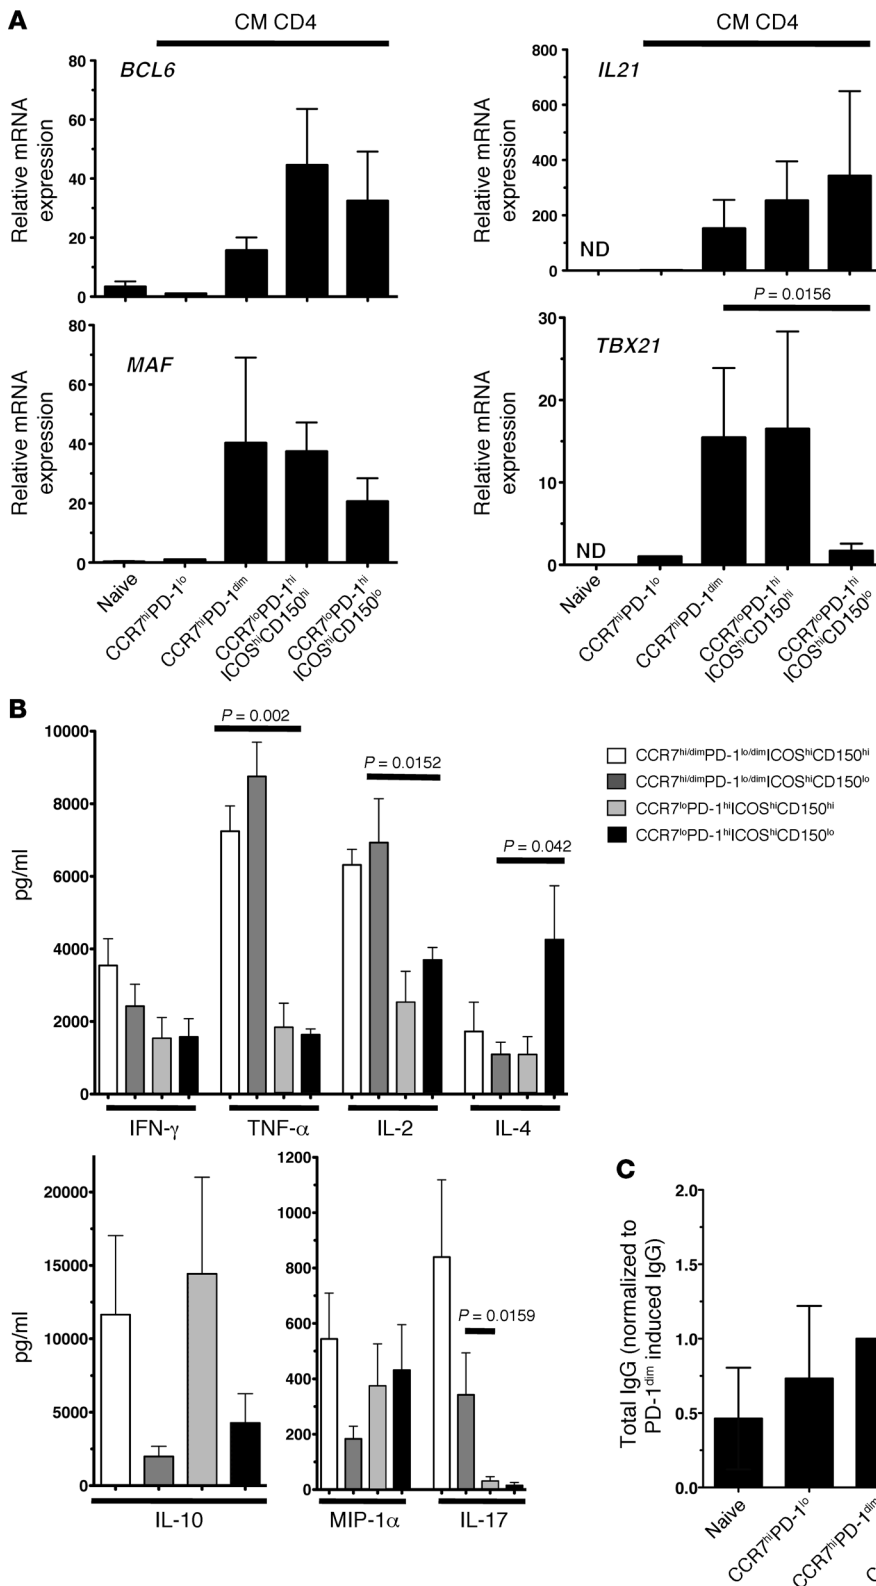 A
CM CD4
BCL6
Relative mRNA
expression
80
60
40
20
0
CM CD4
IL21
Relative mRNA
expression
800
600
400
200
0
ND
MAF
Relative mRNA
expression
80
60
40
20
0
Naive
CCR7hiPD-1lo
CCR7hiPD-1dim
CCR7loPD-1hi
ICOShiCD150hi
CCR7loPD-1hi
ICOShiCD150lo
P = 0.0156
TBX21
Relative mRNA
expression
30
20
10
0
ND
Naive
CCR7hiPD-1lo
CCR7hiPD-1dim
CCR7loPD-1hi
ICOShiCD150hi
CCR7loPD-1hi
ICOShiCD150lo
B
pg/ml
10000
8000
6000
4000
2000
0
P = 0.002
P = 0.0152
P = 0.042
IFN-γ
TNF-α
IL-2
IL-4
CCR7hi/dimPD-1lo/dimICOShiCD150hi
CCR7hi/dimPD-1lo/dimICOShiCD150lo
CCR7loPD-1hiICOShiCD150hi
CCR7loPD-1hiICOShiCD150lo
pg/ml
20000
15000
10000
5000
0
IL-10
1200
1000
800
600
400
200
0
P = 0.0159
MIP-1α
IL-17
C
Total IgG (normalized to
PD-1dim induced IgG)
2.0
1.5
1.0
0.5
0.0
Naive
CCR7hiPD-1lo
CCR7hiPD-1dim
C